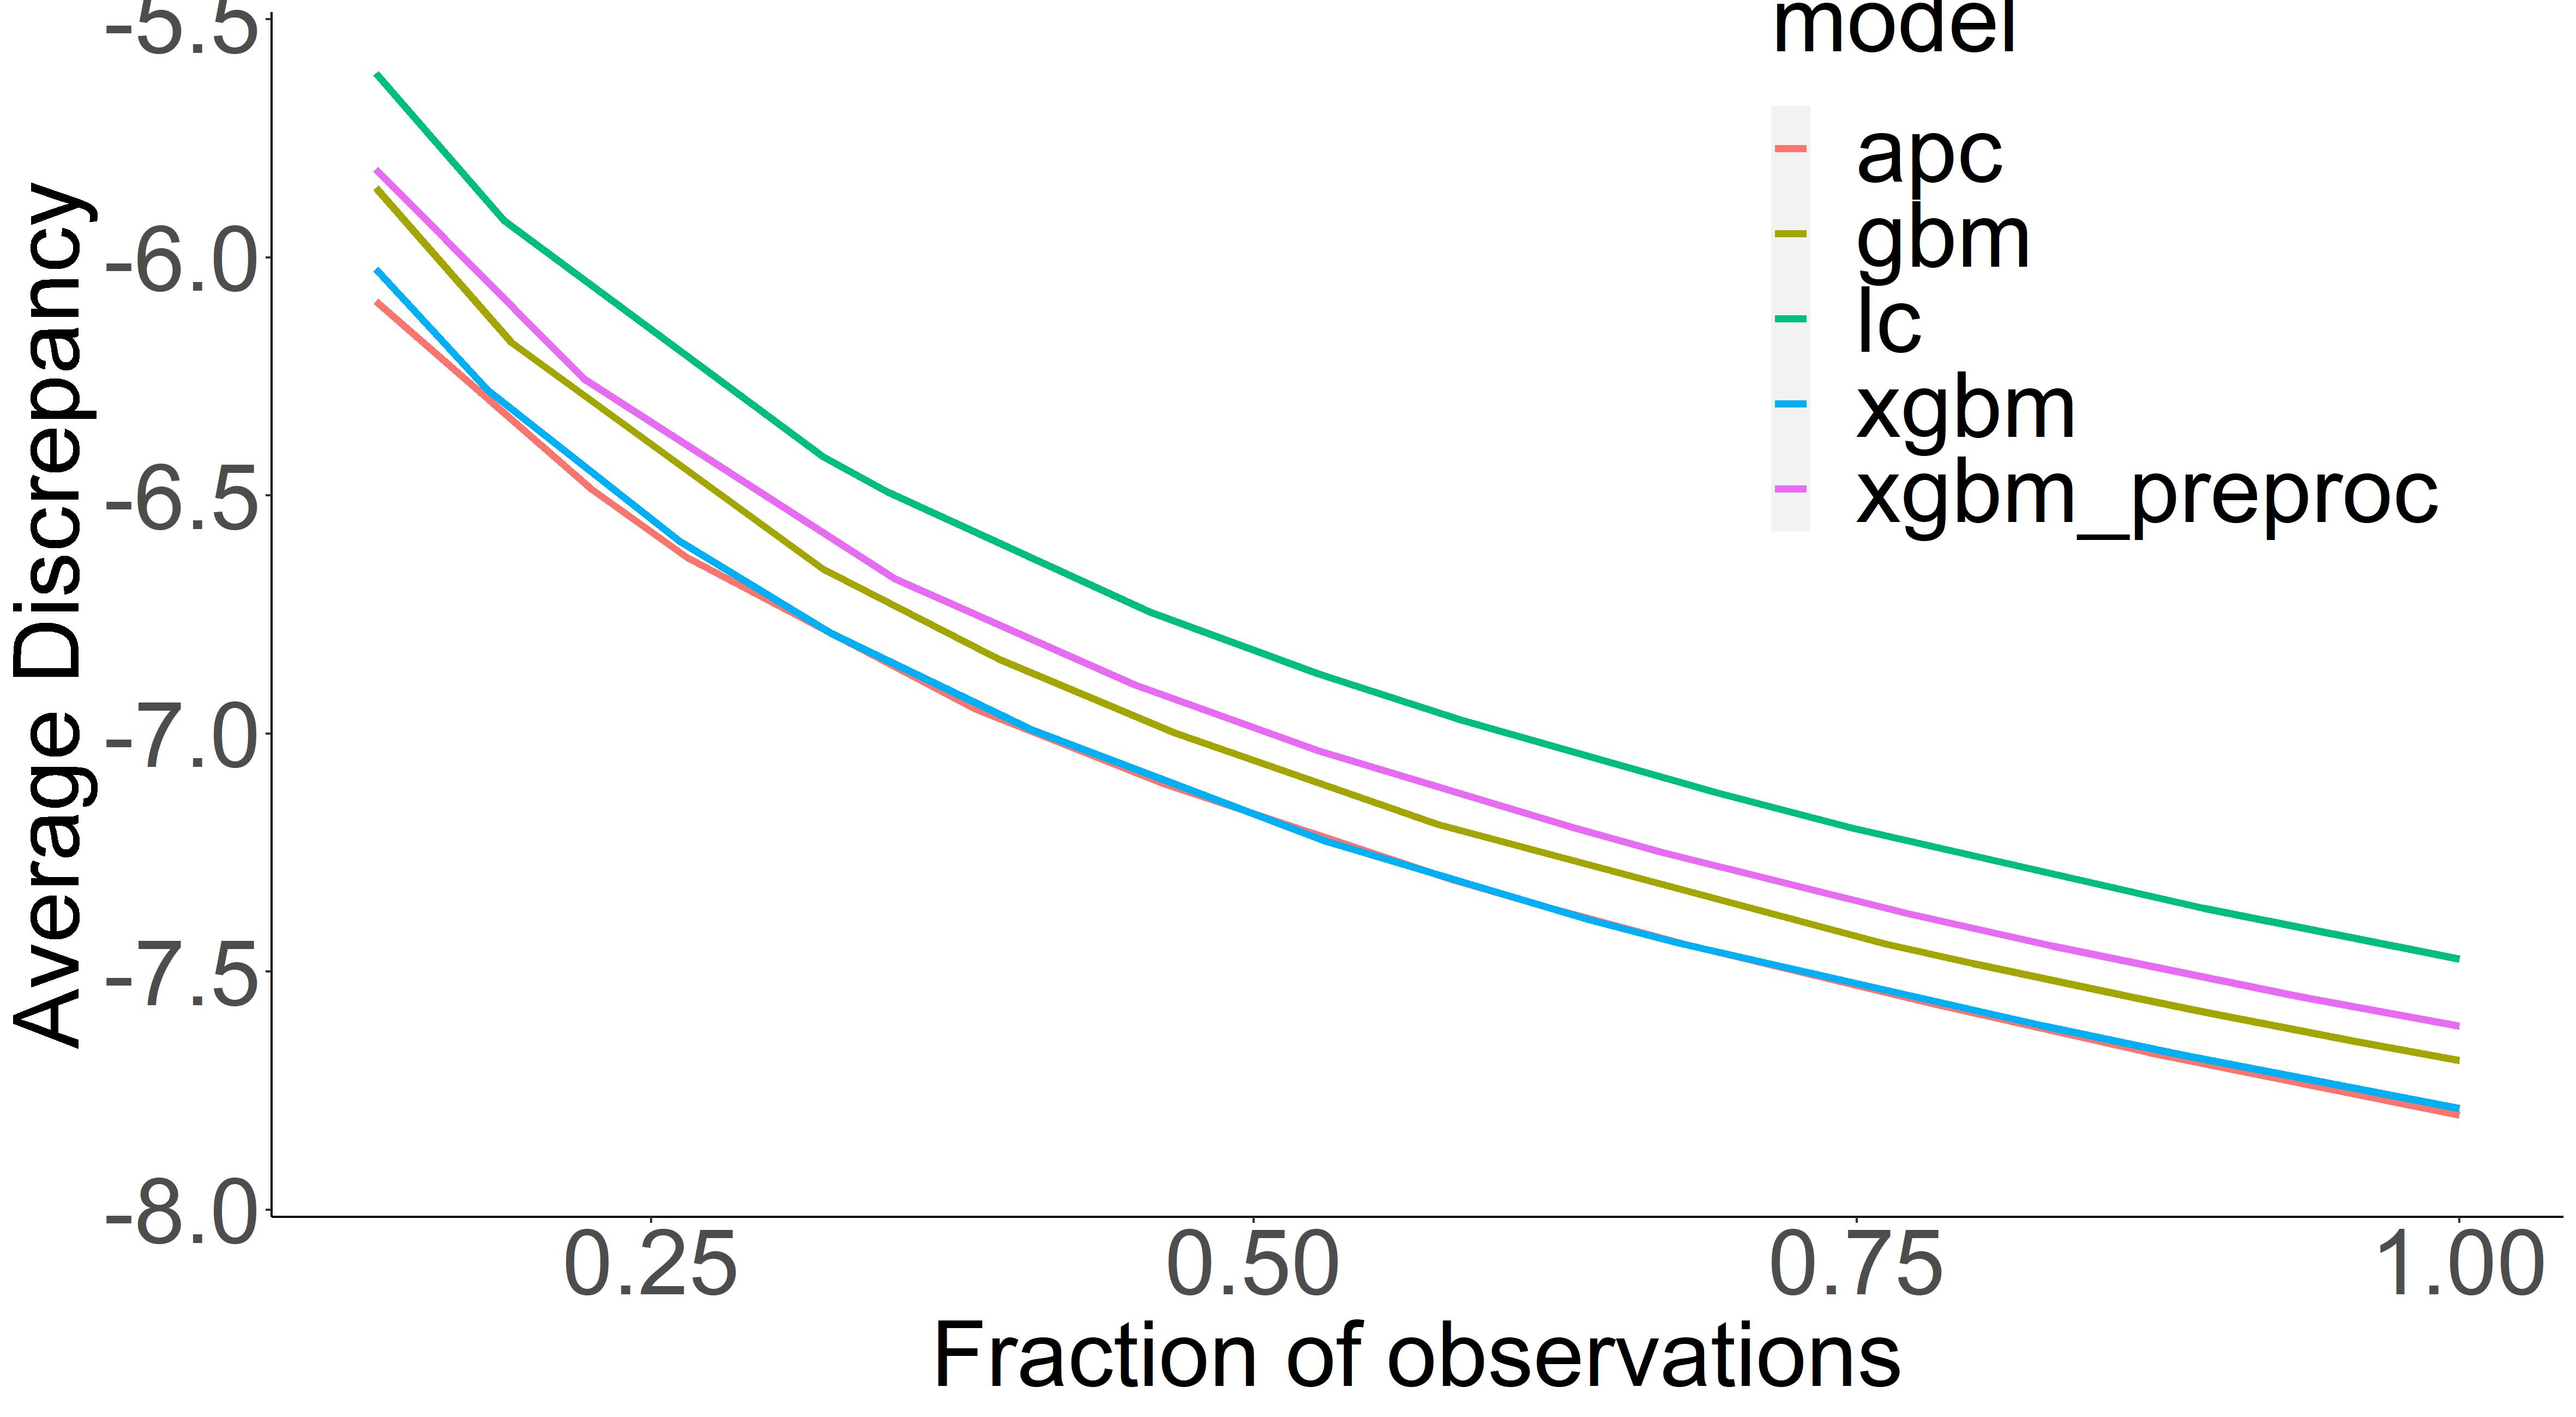 -5.5
-6.0
-6.5
-7.0
-7.5
-8.0
Average Discrepancy
model
apc
gbm
lc
xgbm
xgbm_preproc
0.25 0.50 0.75 1.00
Fraction of observations